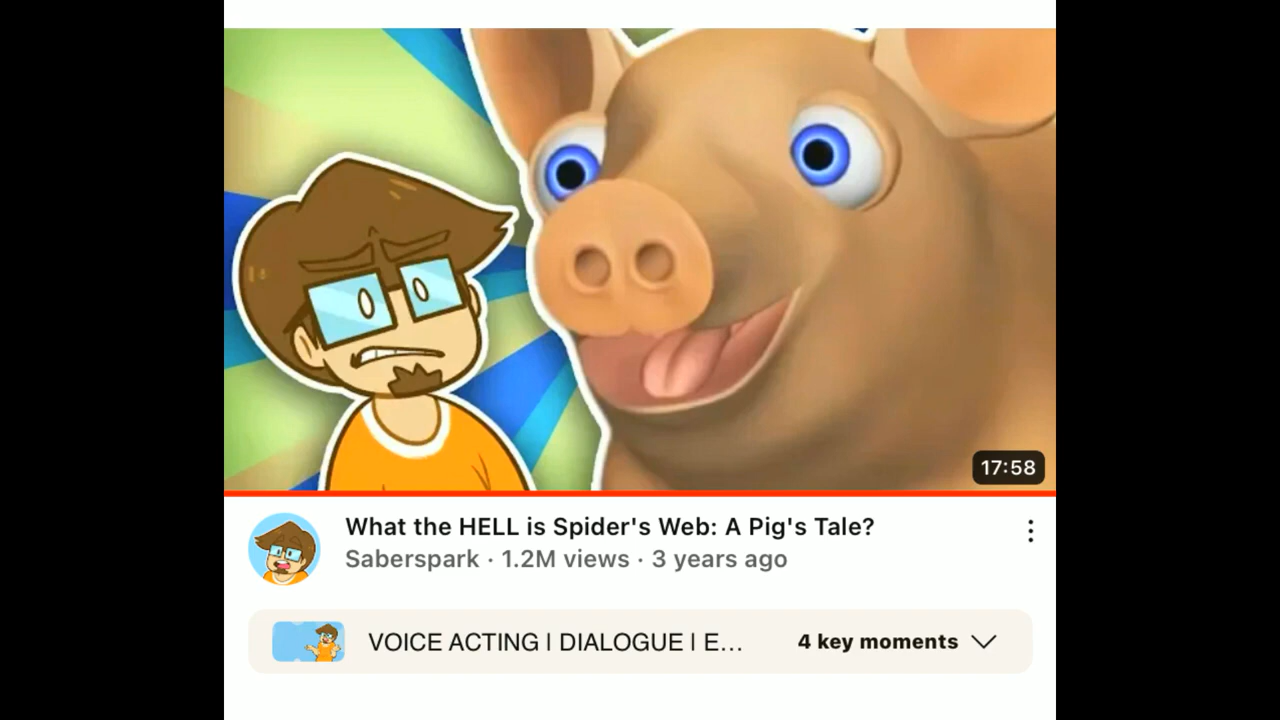 17:58
What the HELL is Spider's Web: A Pig's Tale?
Saberspark · 1.2M views · 3 years ago
VOICE ACTING | DIALOGUE | E... 4 key moments